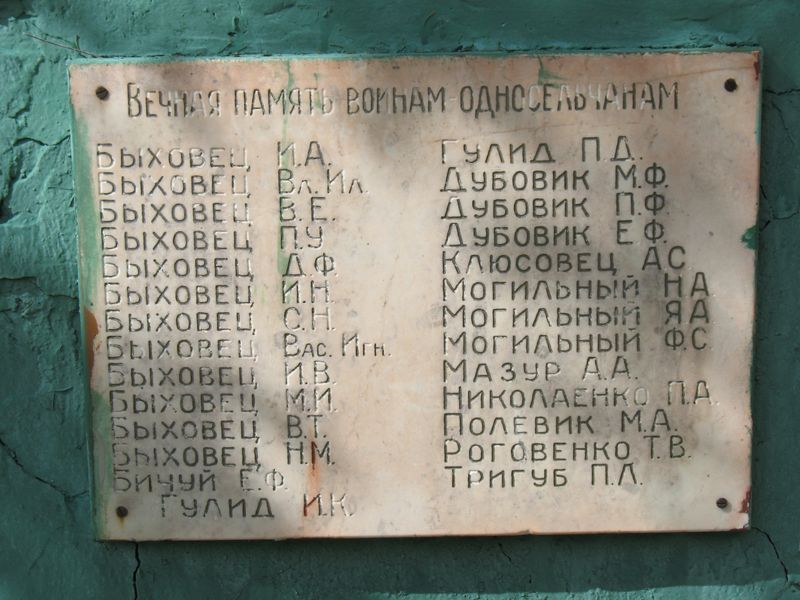 Вечная память воинам-односельчанам
Быховец И.А.
Быховец Вл.Ил.
Быховец В.Е.
Быховец П.У
Быховец Д.Ф.
Быховец И.Н.
Быховец С.Н.
Быховец Вас. Игн.
Быховец И.В.
Быховец М.И.
Быховец В.Т.
Быховец Н.М.
Бичуй Е.Ф.
Гулид И.К.
Гулид П.Д.
Дубовик М.Ф.
Дубовик П.Ф.
Дубовик Е.Ф.
Клюсовец А.С.
Могильный Н А
Могильный Я А
Могильный Ф.С.
Мазур А.А.
Николаенко П.Д.
Полевик М.А.
Роговенко Т.В.
Тригуб П.Л.